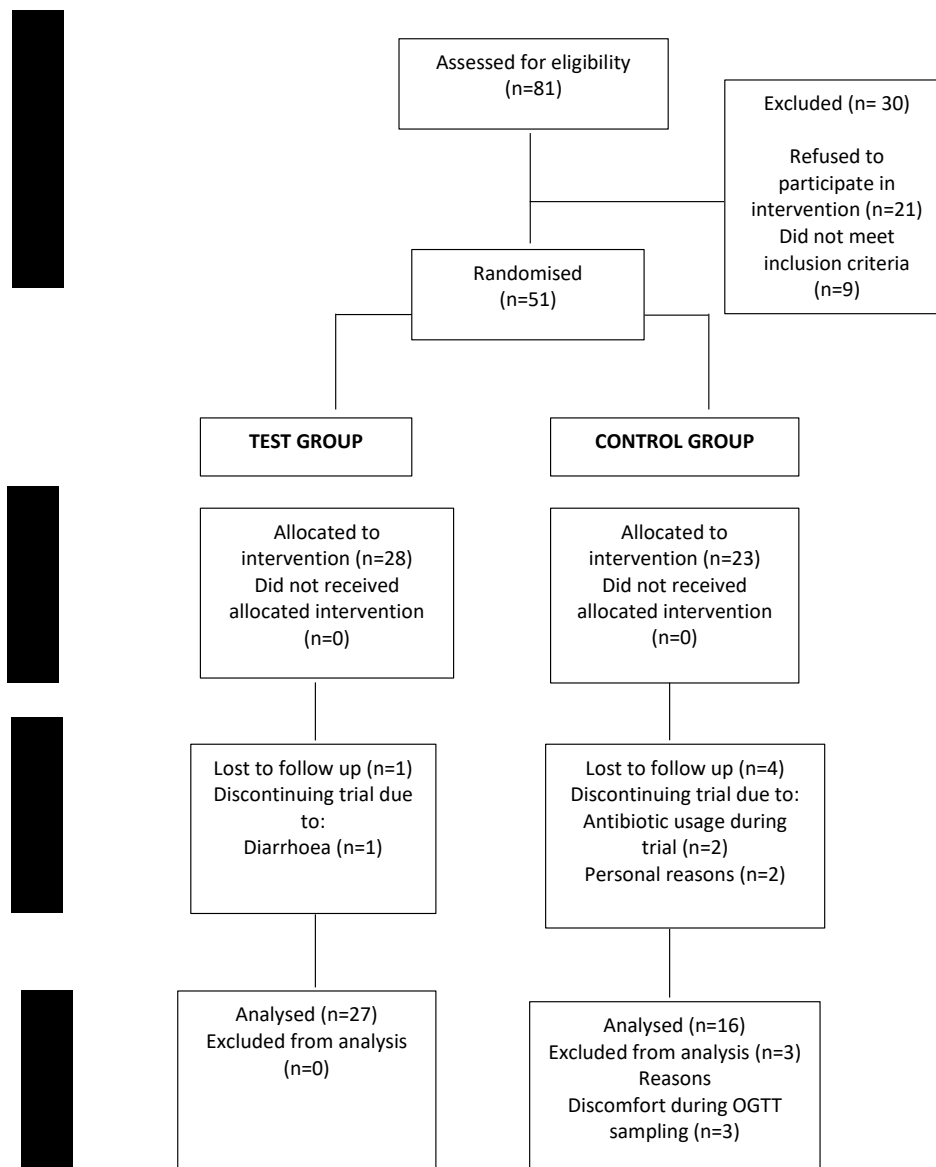 Assessed for eligibility
(n=81)
Excluded (n= 30)
Refused to
participate in
intervention (n=21)
Did not meet
inclusion criteria
(n=9)
Randomised
(n=51)
TEST GROUP
CONTROL GROUP
Allocated to
intervention (n=28)
Did not received
allocated intervention
(n=0)
Allocated to
intervention (n=23)
Did not received
allocated intervention
(n=0)
Lost to follow up (n=1)
Discontinuing trial due
to:
Diarrhoea (n=1)
Lost to follow up (n=4)
Discontinuing trial due to:
Antibiotic usage during
trial (n=2)
Personal reasons (n=2)
Analysed (n=27)
Excluded from analysis
(n=0)
Analysed (n=16)
Excluded from analysis (n=3)
Reasons
Discomfort during OGTT
sampling (n=3)